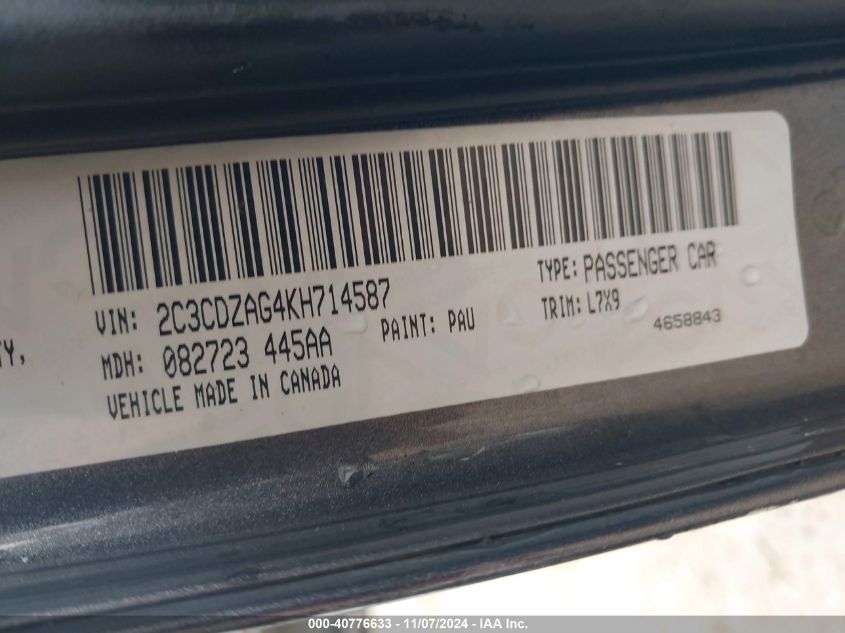 VIN: 2C3CDZAG4KH714587 TYPE: PASSENGER CAR
TY, MDH: 082723 445AA PAINT: PAU TRIM: L7X9
VEHICLE MADE IN CANADA 4658843
000-40776633 - 11/07/2024 - IAA Inc.